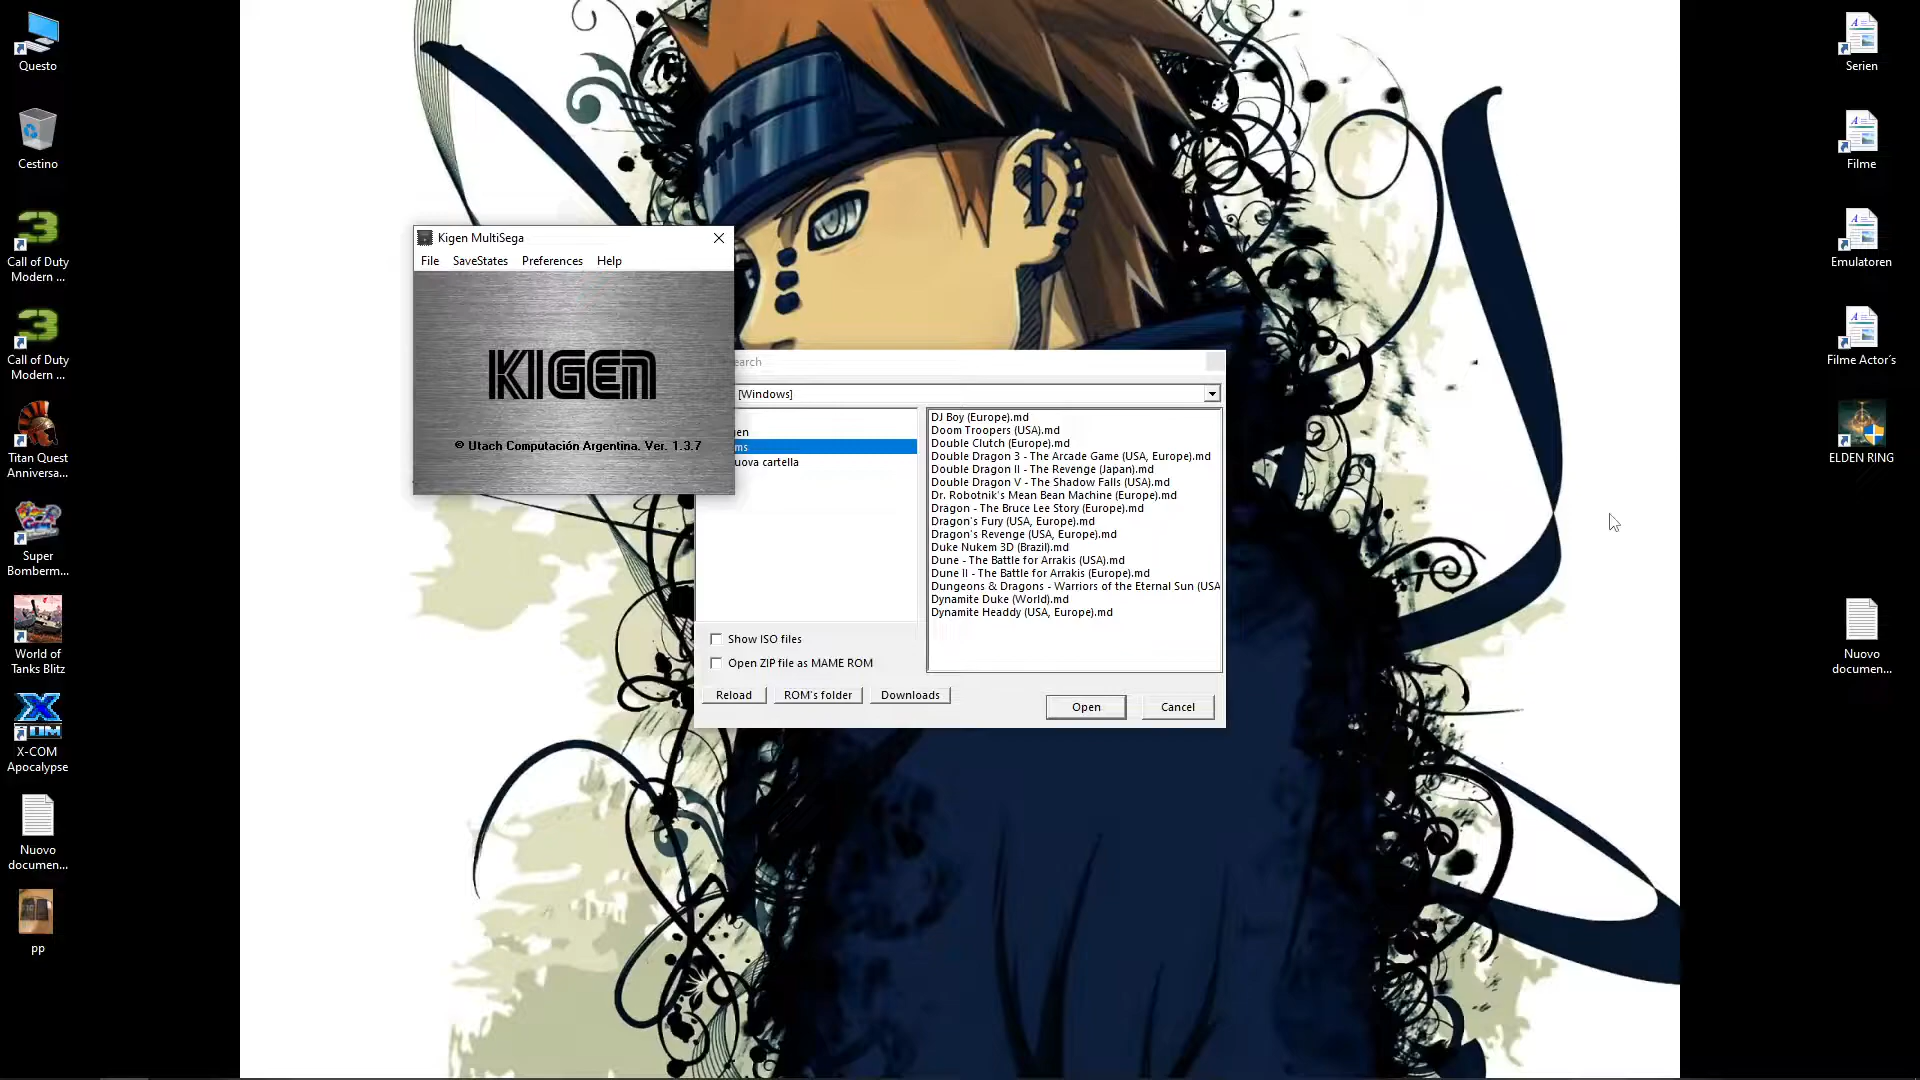 Questo
Cestino
Call of Duty
Modern ...
Call of Duty
Modern ...
Titan Quest
Anniversa...
Super
Bomberm...
World of
Tanks Blitz
X-COM
Apocalypse
Nuovo
documen...
pp
Kigen MultiSega
File SaveStates Preferences Help
KIGEN
© Utach Computación Argentina. Ver. 1.3.7
earch
[Windows]
gen
ms
uova cartella
DJ Boy (Europe).md
Doom Troopers (USA).md
Double Clutch (Europe).md
Double Dragon 3 - The Arcade Game (USA, Europe).md
Double Dragon II - The Revenge (Japan).md
Double Dragon V - The Shadow Falls (USA).md
Dr. Robotnik's Mean Bean Machine (Europe).md
Dragon - The Bruce Lee Story (Europe).md
Dragon's Fury (USA, Europe).md
Dragon's Revenge (USA, Europe).md
Duke Nukem 3D (Brazil).md
Dune - The Battle for Arrakis (USA).md
Dune II - The Battle for Arrakis (Europe).md
Dungeons & Dragons - Warriors of the Eternal Sun (USA
Dynamite Duke (World).md
Dynamite Headdy (USA, Europe).md
Show ISO files
Open ZIP file as MAME ROM
Reload ROM's folder Downloads
Open Cancel
Serien
Filme
Emulatoren
Filme Actor's
ELDEN RING
Nuovo
documen...